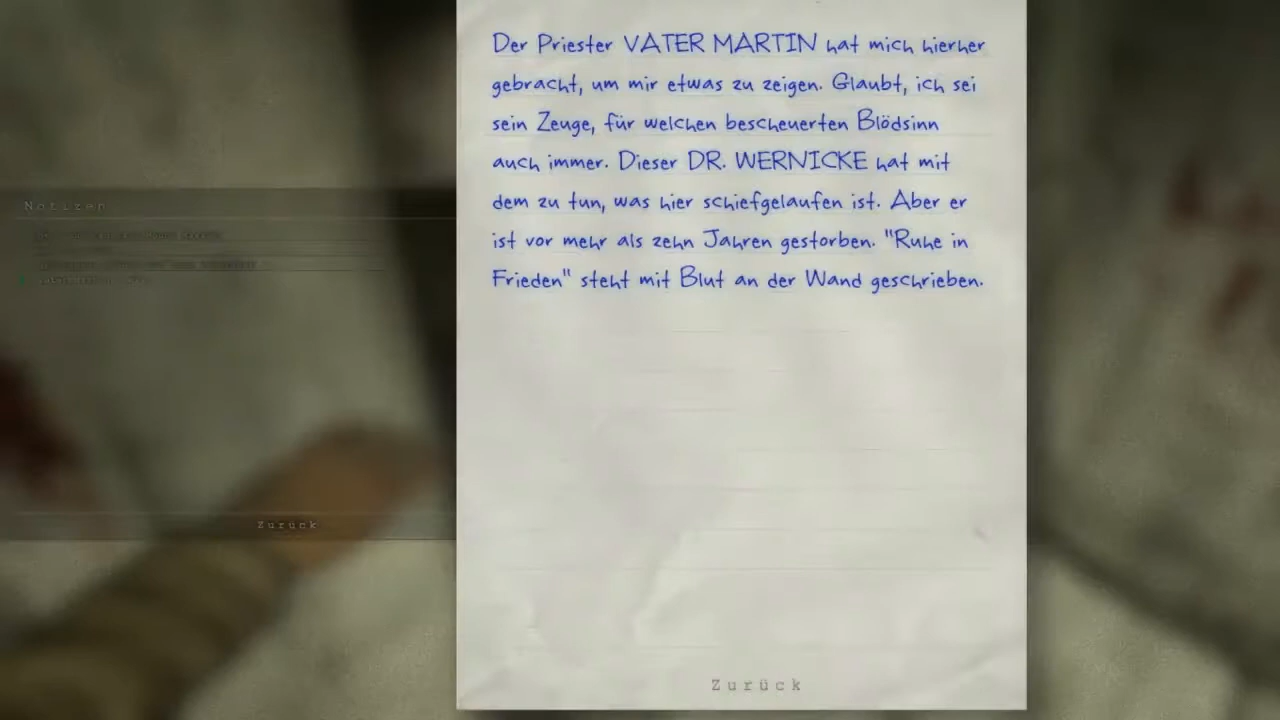 Der Priester VATER MARTIN hat mich hierher
gebracht, um mir etwas zu zeigen. Glaubt, ich sei
sein Zeuge, für welchen bescheuerten Blödsinn
auch immer. Dieser DR. WERNICKE hat mit
dem zu tun, was hier schiefgelaufen ist. Aber er
ist vor mehr als zehn Jahren gestorben. "Ruhe in
Frieden" steht mit Blut an der Wand geschrieben.
Notizen
Zurück
Zurück